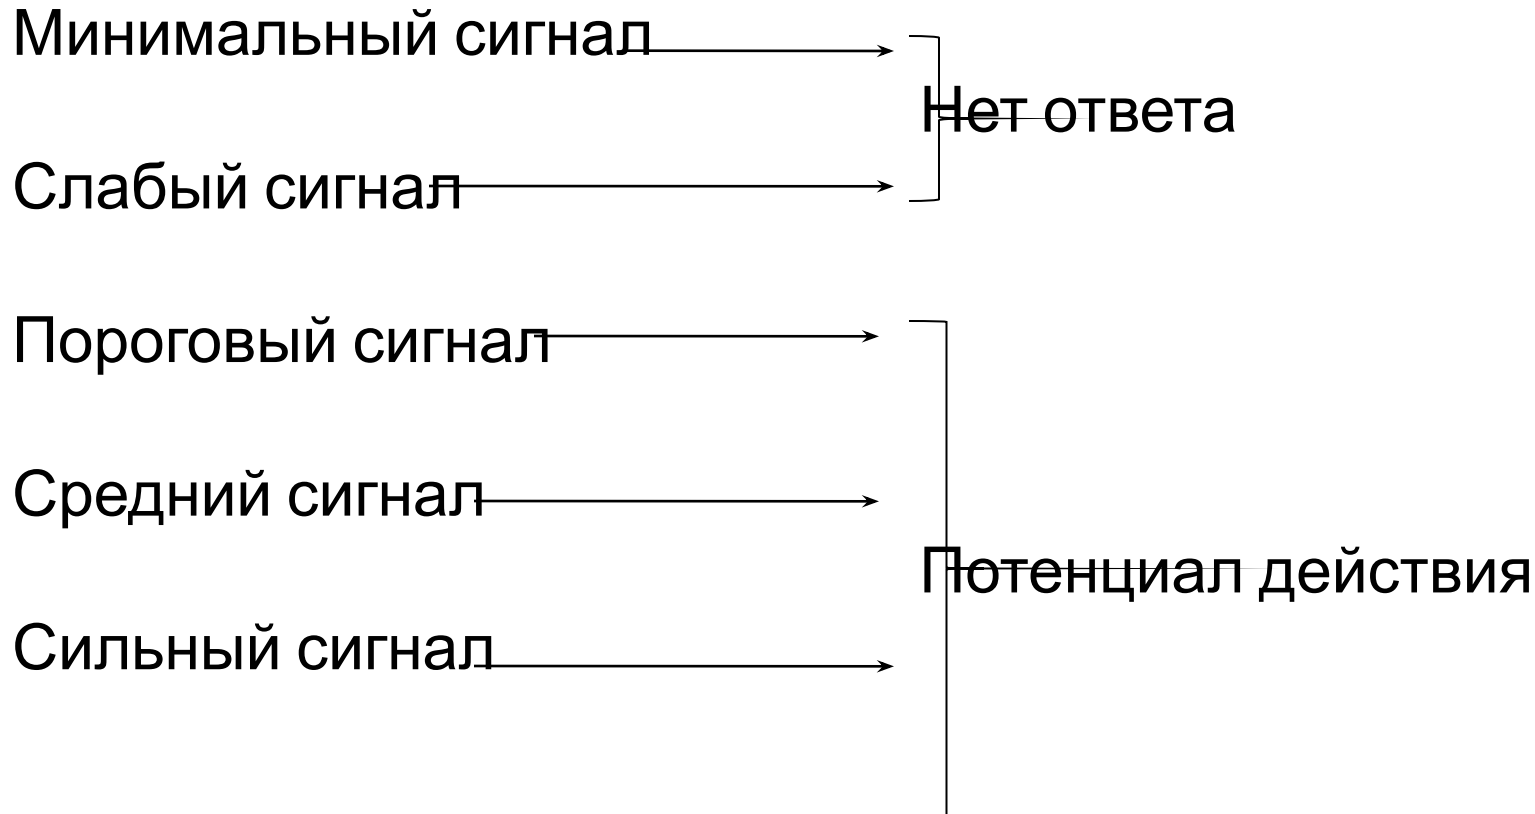 Минимальный сигнал
Нет ответа
Слабый сигнал
Пороговый сигнал
Средний сигнал
Потенциал действия
Сильный сигнал